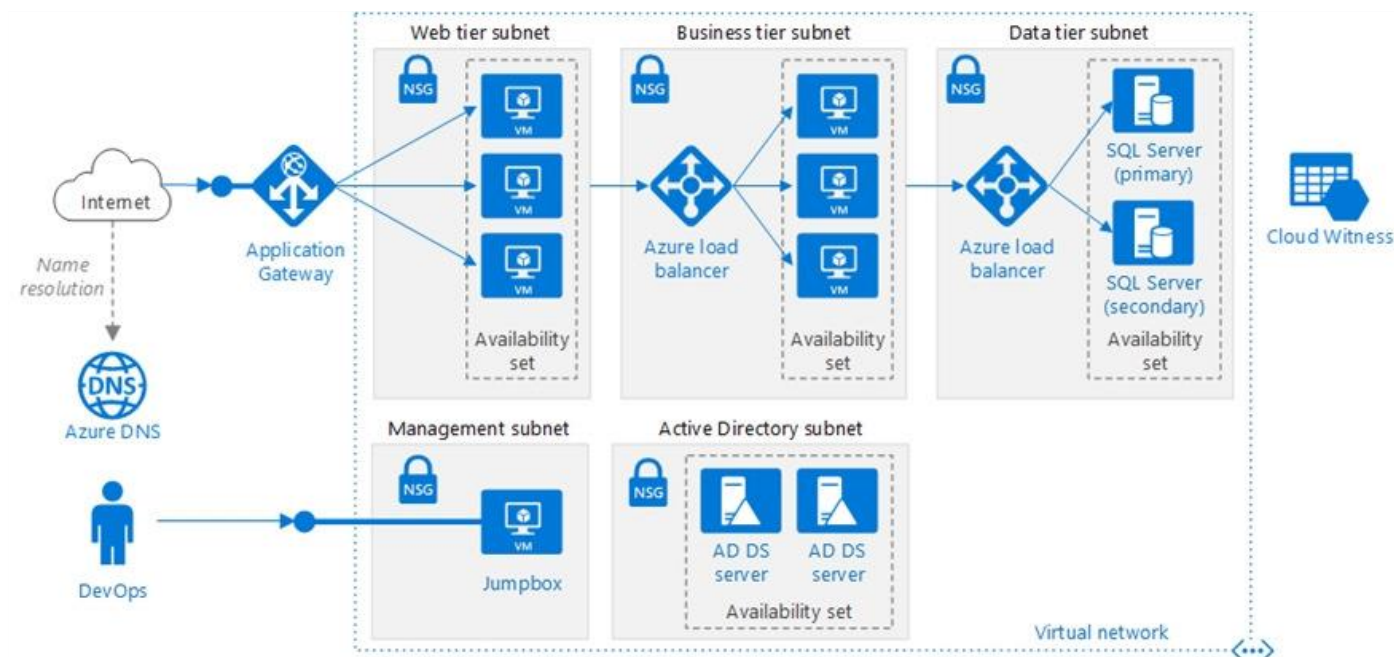 Web tier subnet
Business tier subnet
Data tier subnet
NSG
NSG
NSG
VM
VM
VM
VM
VM
VM
Internet
Application
Gateway
Azure load
balancer
Azure load
balancer
SQL Server
(primary)
SQL Server
(secondary)
Cloud Witness
Name
resolution
Availability
set
Availability
set
Availability
set
DNS
Azure DNS
Management subnet
Active Directory subnet
NSG
NSG
VM
Jumpbox
AD DS
server
AD DS
server
Availability set
DevOps
Virtual network